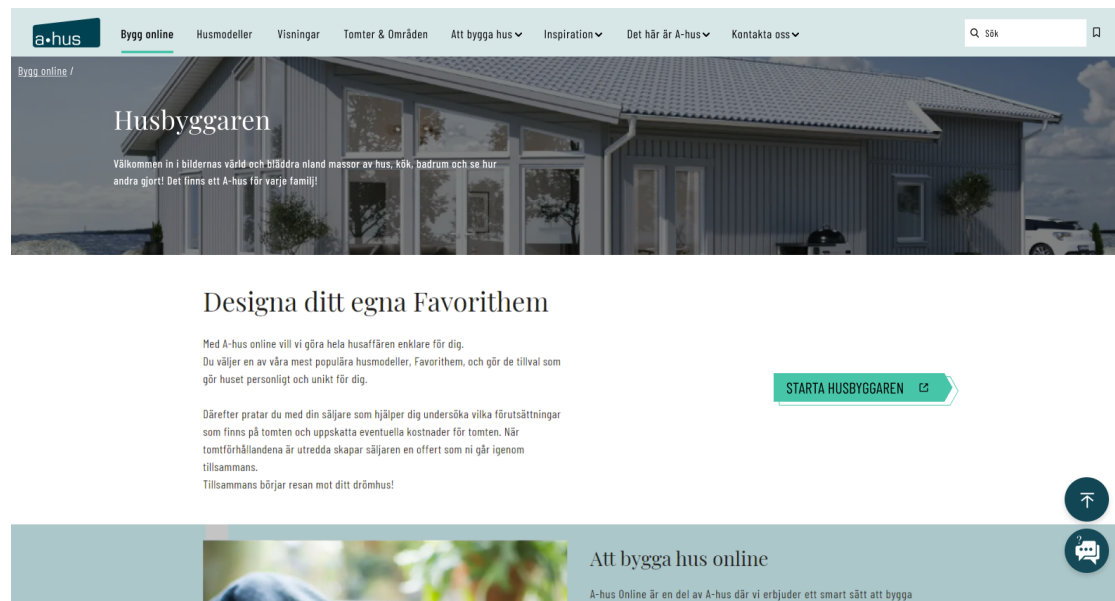 a•hus
Bygg online
Husmodeller
Visningar
Tomter & Områden
Att bygga hus
Inspiration
Det här är A-hus
Kontakta oss
Sök
Bygg online /
Husbyggaren
Välkommen in i bildernas värld och bläddra nland massor av hus, kök, badrum och se hur
andra gjort! Det finns ett A-hus för varje familj!
Designa ditt egna Favorithem
Med A-hus online vill vi göra hela husaffären enklare för dig.
Du väljer en av våra mest populära husmodeller, Favorithem, och gör de tillval som
gör huset personligt och unikt för dig.
Därefter pratar du med din säljare som hjälper dig undersöka vilka förutsättningar
som finns på tomten och uppskatta eventuella kostnader för tomten. När
tomtförhållandena är utredda skapar säljaren en offert som ni går igenom
tillsammans.
Tillsammans börjar resan mot ditt drömhus!
STARTA HUSBYGGAREN
Att bygga hus online
A-hus Online är en del av A-hus där vi erbjuder ett smart sätt att bygga